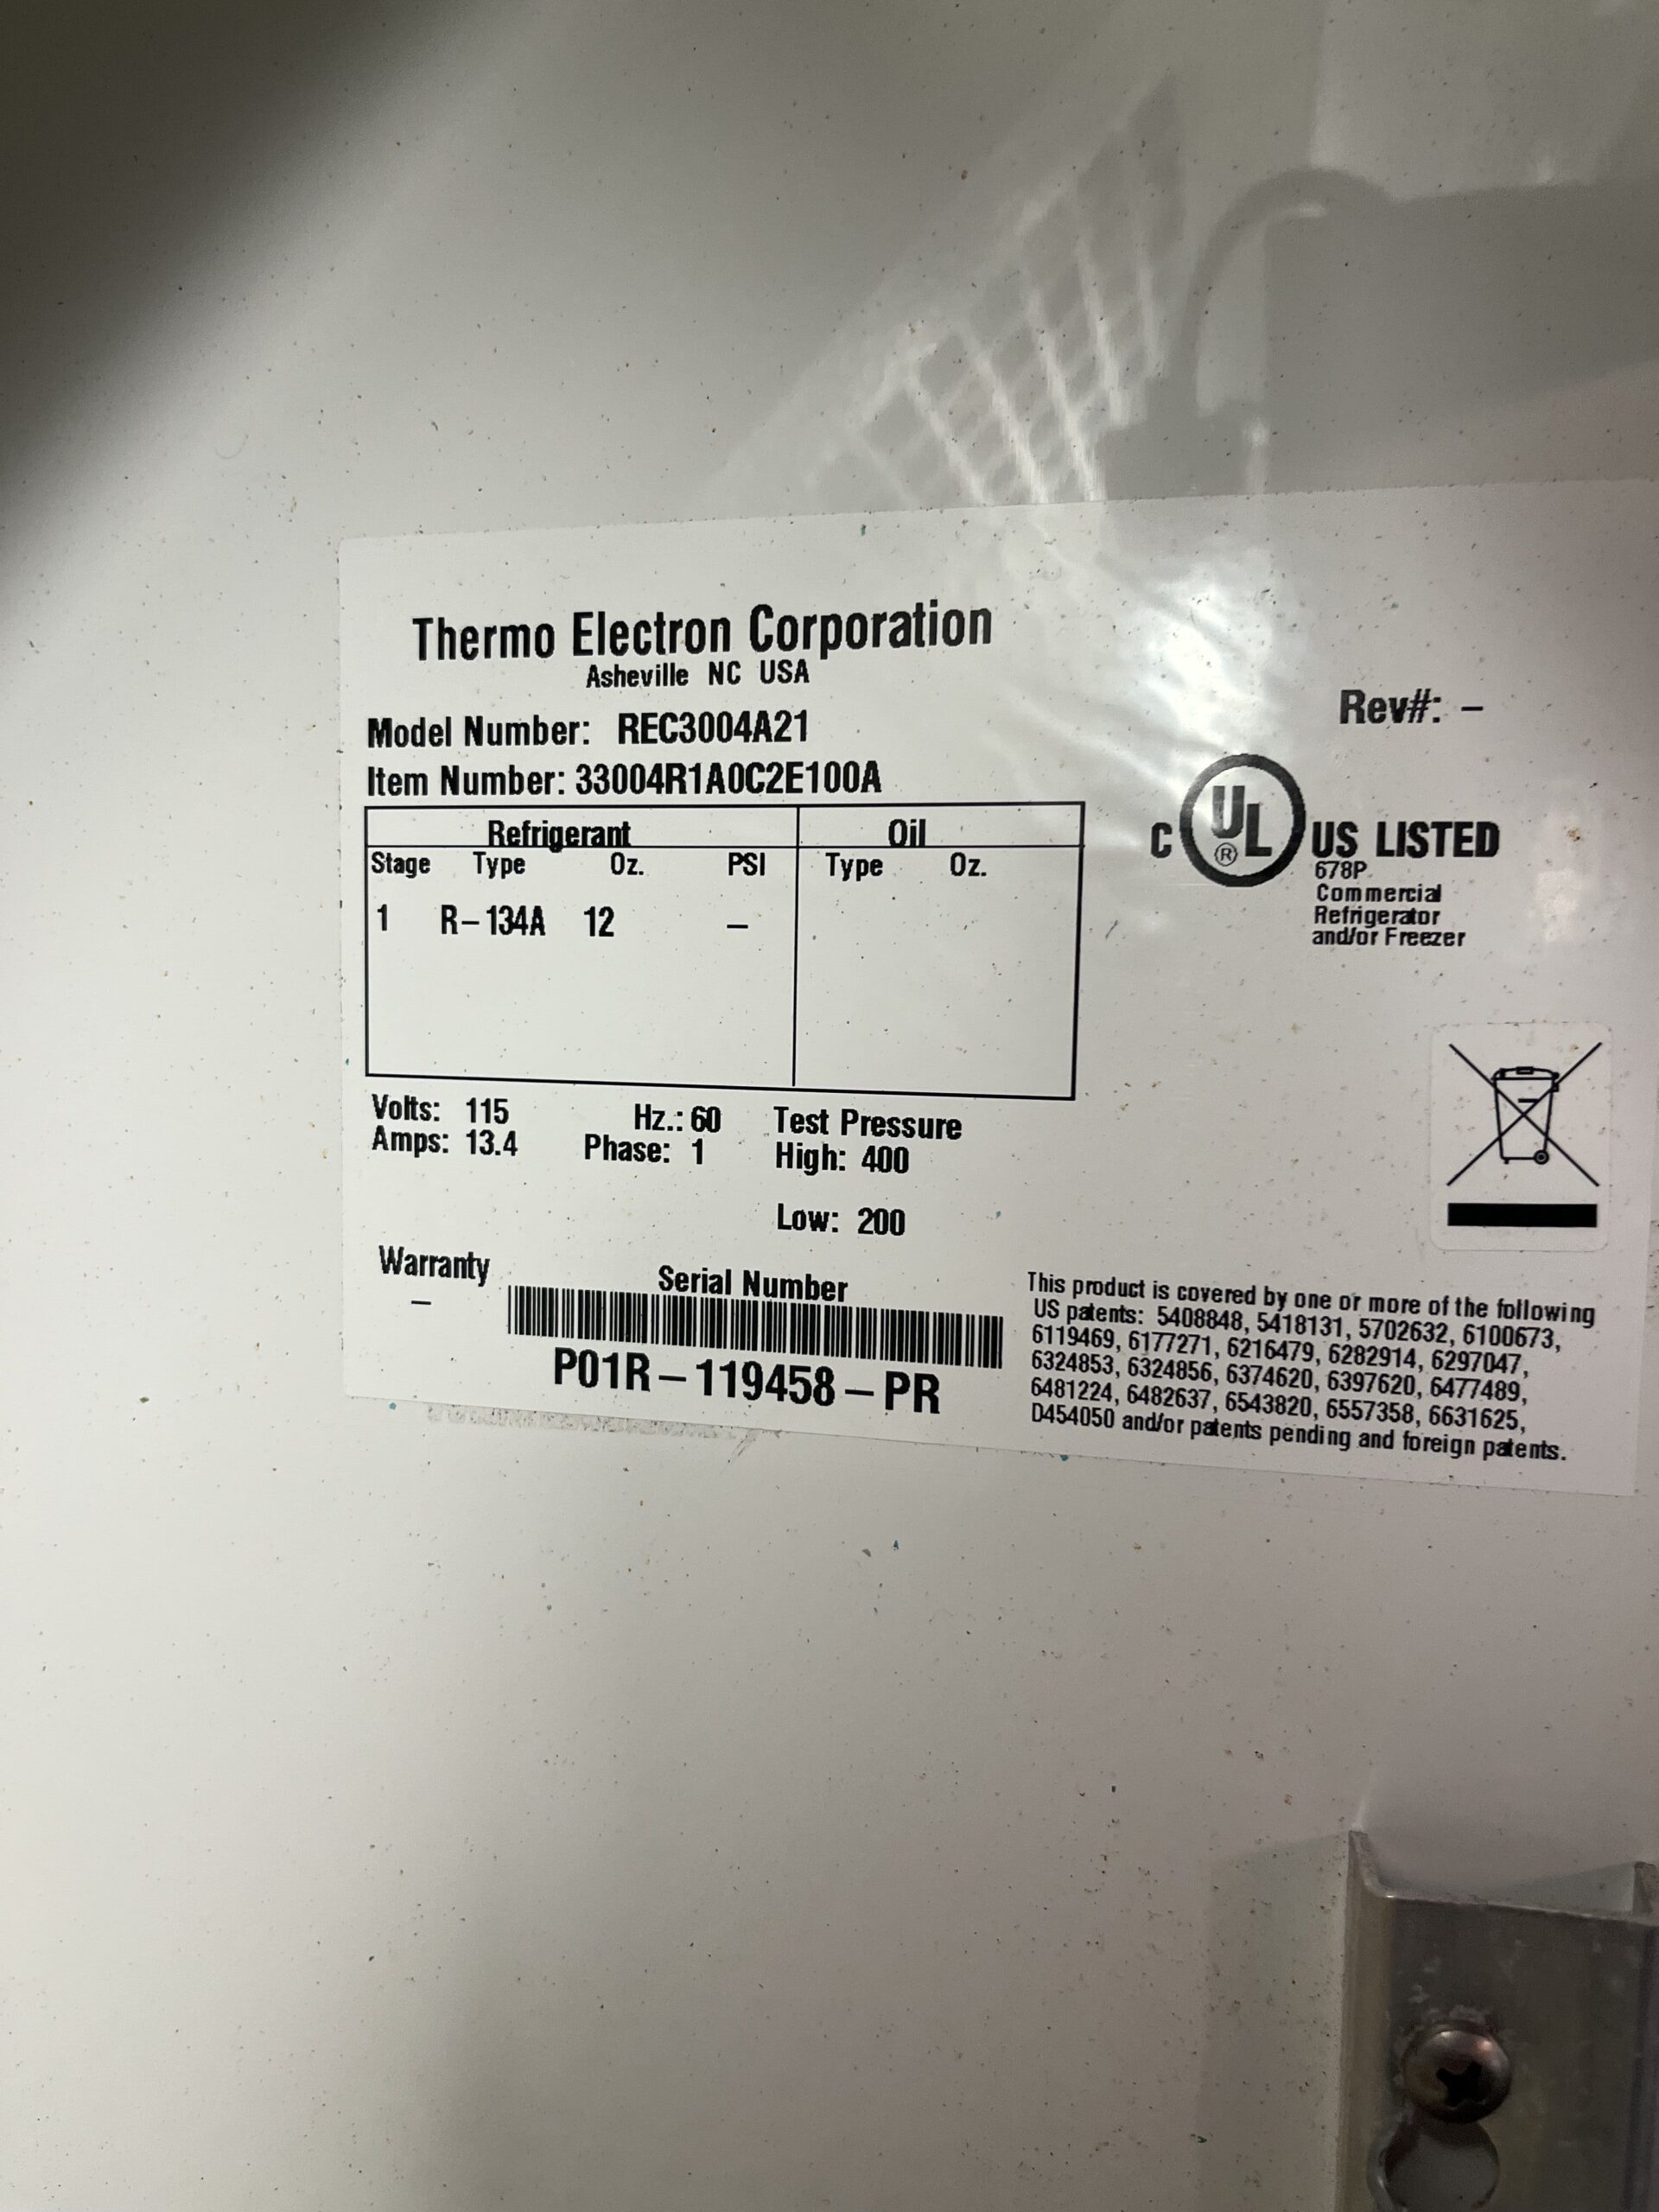 Thermo Electron Corporation
Asheville NC USA
Rev#: –
Model Number: REC3004A21
Item Number: 33004R1A0C2E100A
Refrigerant Oil
Stage Type Oz. PSI Type Oz.
1 R–134A 12 –
C UL ® US LISTED
678P
Commercial
Refrigerator
and/or Freezer
Volts: 115 Hz.: 60 Test Pressure
Amps: 13.4 Phase: 1 High: 400
Low: 200
Warranty Serial Number
–
P01R–119458–PR
This product is covered by one or more of the following
US patents: 5408848, 5418131, 5702632, 6100673,
6119469, 6177271, 6216479, 6282914, 6297047,
6324853, 6324856, 6374620, 6397620, 6477489,
6481224, 6482637, 6543820, 6557358, 6631625,
D454050 and/or patents pending and foreign patents.